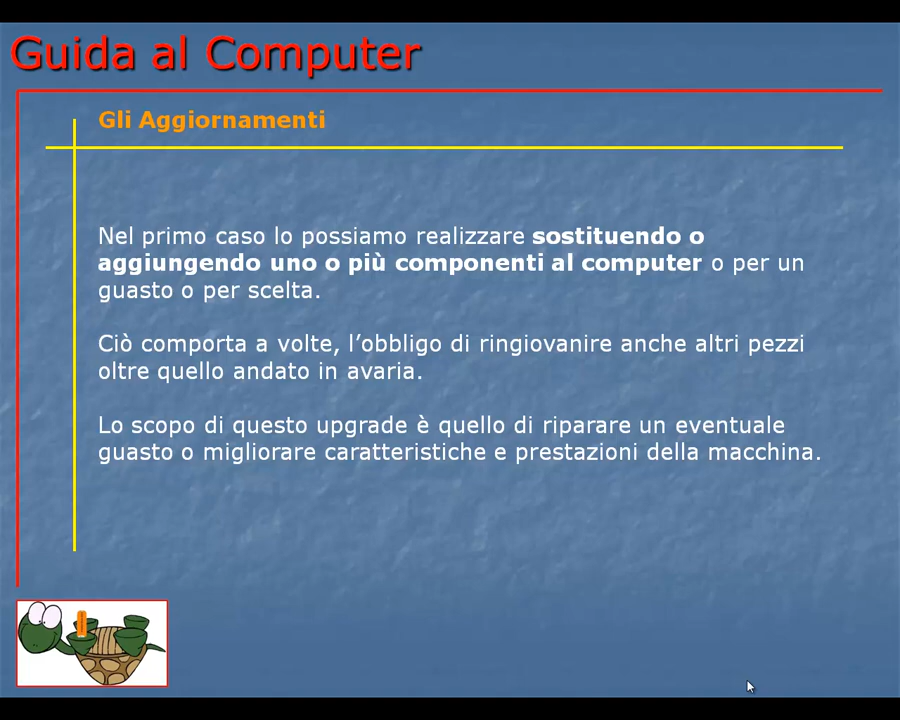 Guida al Computer
Gli Aggiornamenti
Nel primo caso lo possiamo realizzare sostituendo o
aggiungendo uno o più componenti al computer o per un
guasto o per scelta.
Ciò comporta a volte, l’obbligo di ringiovanire anche altri pezzi
oltre quello andato in avaria.
Lo scopo di questo upgrade è quello di riparare un eventuale
guasto o migliorare caratteristiche e prestazioni della macchina.